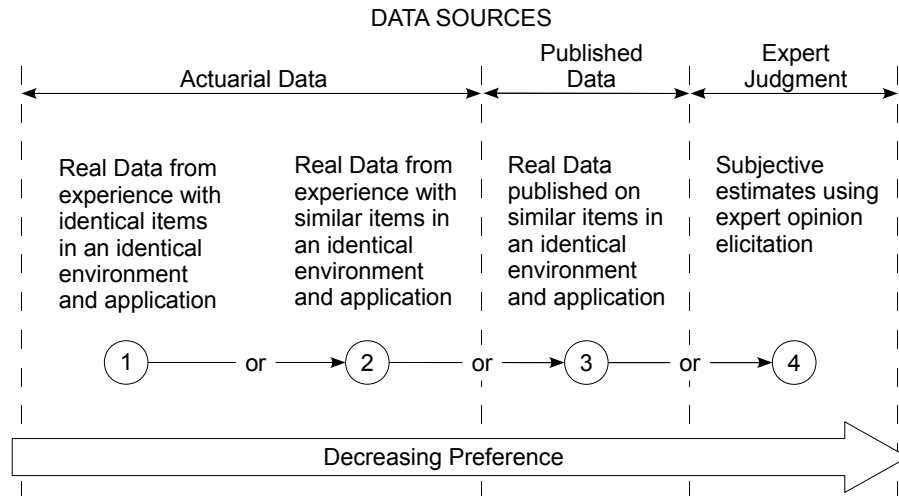 DATA SOURCES
Actuarial Data
Published
Data
Expert
Judgment
Real Data from
experience with
identical items
in an identical
environment
and application
Real Data from
experience with
similar items in
an identical
environment
and application
Real Data
published on
similar items in
an identical
environment
and application
Subjective
estimates using
expert opinion
elicitation
1 or 2 or 3 or 4
Decreasing Preference